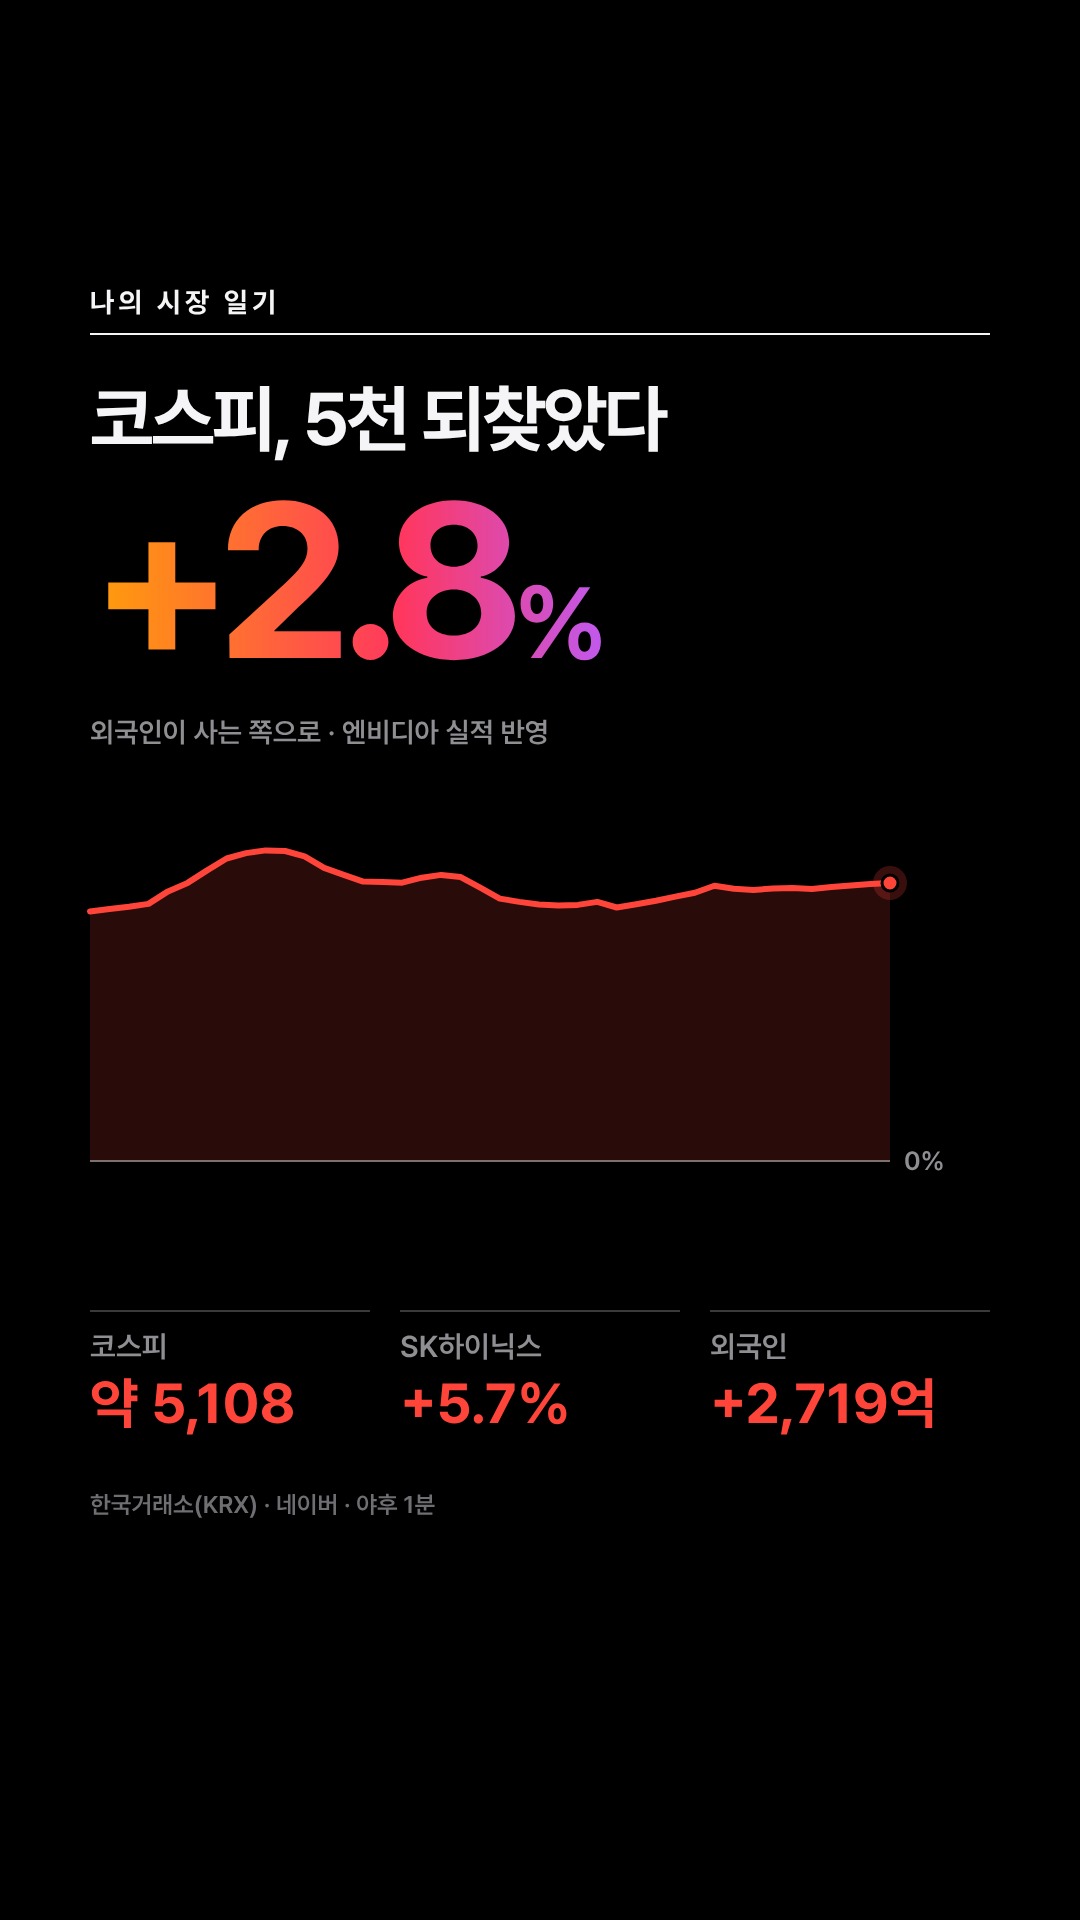 나의 시장 일기
코스피, 5천 되찾았다
+2.8%
외국인이 사는 쪽으로 · 엔비디아 실적 반영
0%
코스피
약 5,108
SK하이닉스
+5.7%
외국인
+2,719억
한국거래소(KRX) · 네이버 · 야후 1분